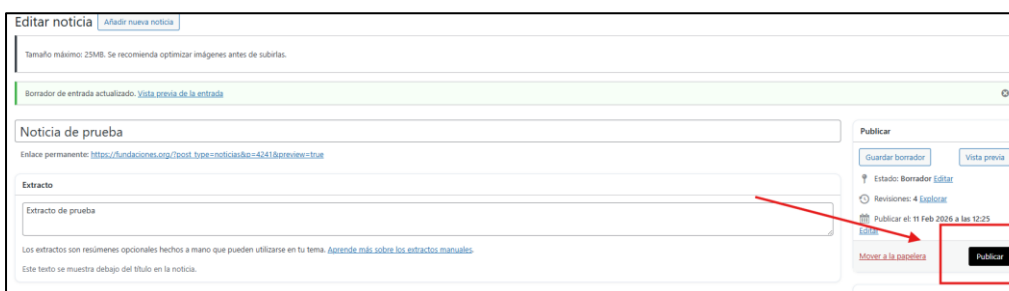 Editar noticia Añadir nueva noticia
Tamaño máximo: 25MB. Se recomienda optimizar imágenes antes de subirlas.
Borrador de entrada actualizado. Vista previa de la entrada
Noticia de prueba
Enlace permanente: https://fundaciones.org/?post_type=noticias&p=4241&preview=true
Extracto
Extracto de prueba
Los extractos son resúmenes opcionales hechos a mano que pueden utilizarse en tu tema. Aprende más sobre los extractos manuales.
Este texto se muestra debajo del título en la noticia.
Publicar
Guardar borrador Vista previa
Estado: Borrador Editar
Revisiones: 4 Explorar
Publicar el: 11 Feb 2026 a las 12:25
Editar
Mover a la papelera Publicar